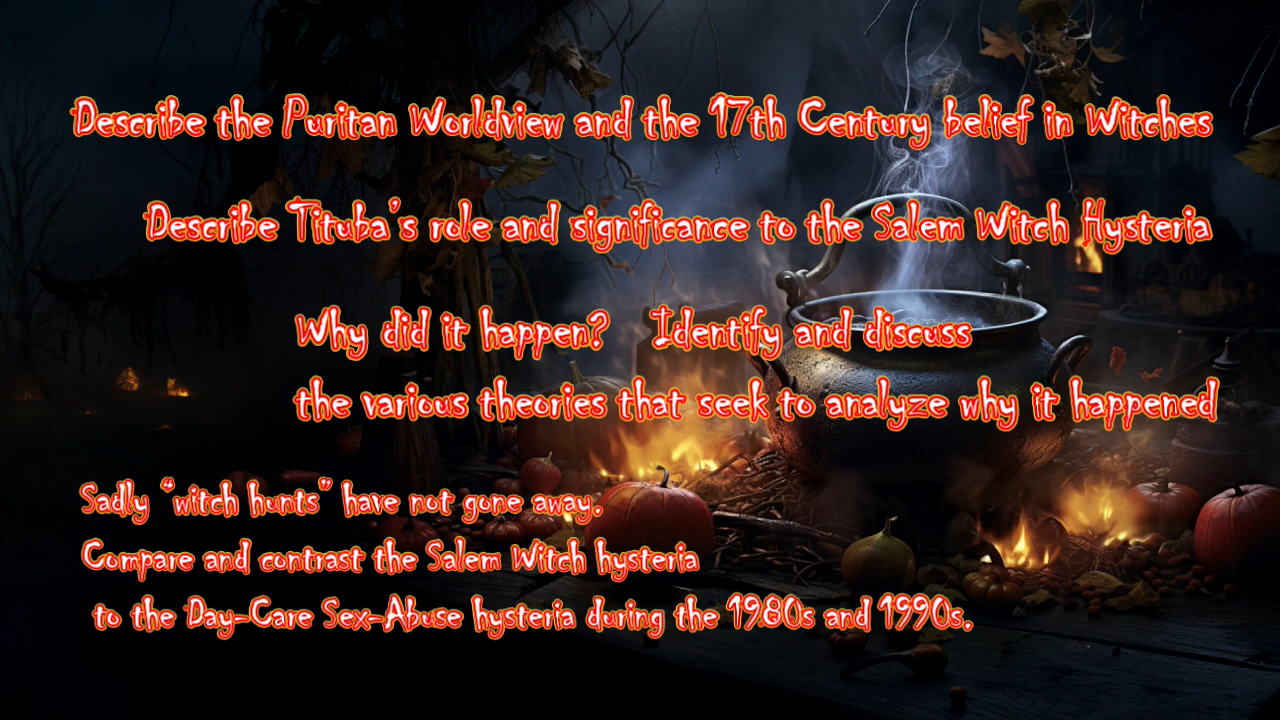 Describe the Puritan Worldview and the 17th Century belief in Witches
Describe Tituba’s role and significance to the Salem Witch Hysteria
Why did it happen? Identify and discuss
the various theories that seek to analyze why it happened
Sadly “witch hunts” have not gone away.
Compare and contrast the Salem Witch hysteria
to the Day-Care Sex-Abuse hysteria during the 1980s and 1990s.